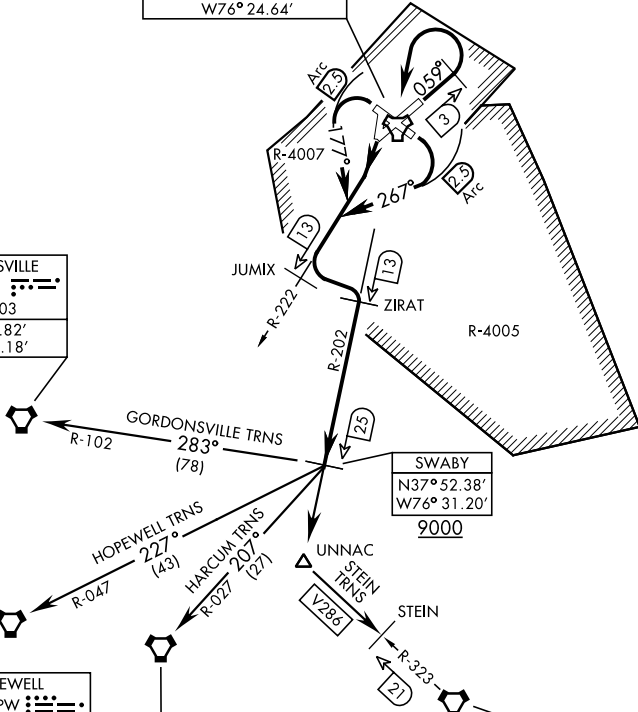 W76° 24.64'
Arc
2.5
059°
3
R-4007
177°
267°
2.5
Arc
13
JUMIX
R-222
13
ZIRAT
R-4005
R-202
SVILLE
03
.82'
.18'
GORDONSVILLE TRNS
283°
(78)
R-102
25
SWABY
N37° 52.38'
W76° 31.20'
9000
HOPEWELL TRNS
227°
(43)
R-047
HARCUM TRNS
207°
(27)
R-027
UNNAC
STEIN
TRNS
V286
STEIN
R-323
21
EWELL
PW